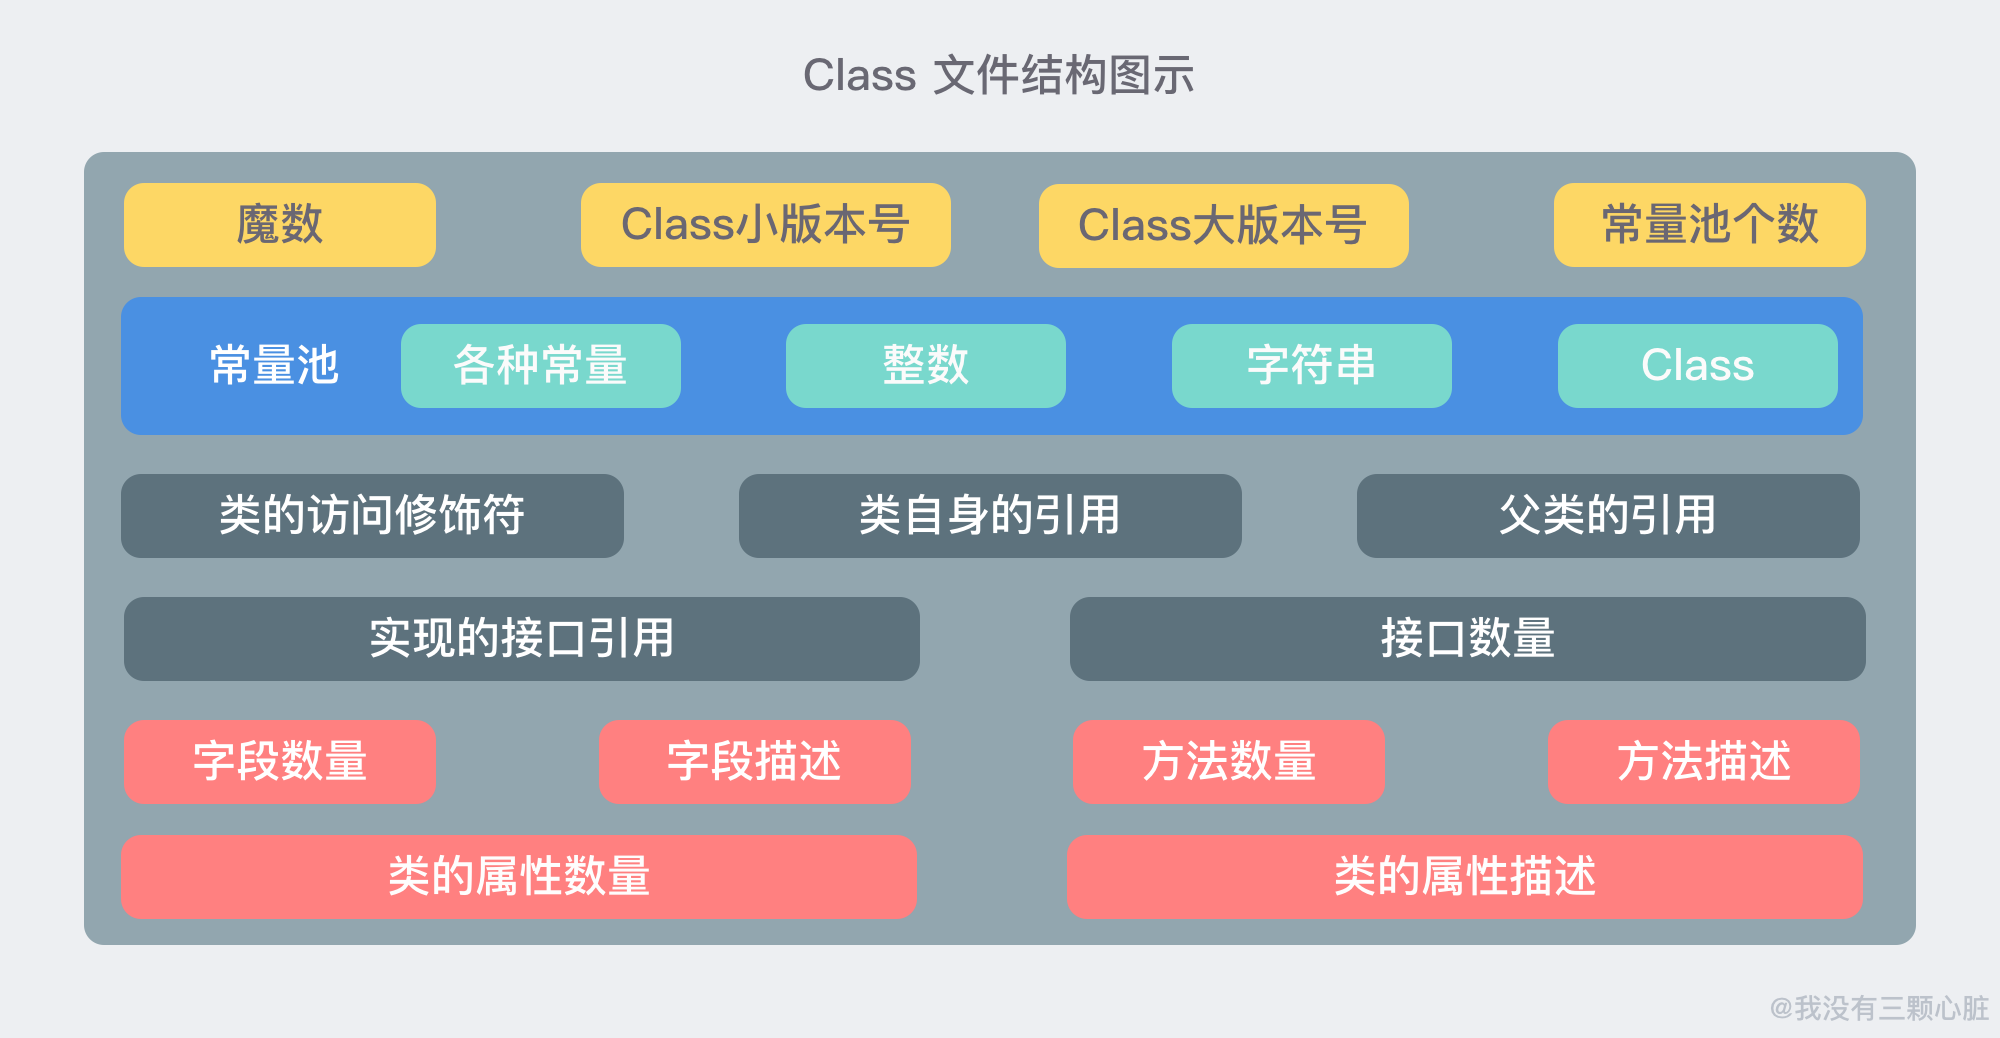 Class 文件结构图示
魔数 Class小版本号 Class大版本号 常量池个数
常量池 各种常量 整数 字符串 Class
类的访问修饰符 类自身的引用 父类的引用
实现的接口引用 接口数量
字段数量 字段描述 方法数量 方法描述
类的属性数量 类的属性描述
@我没有三颗心脏